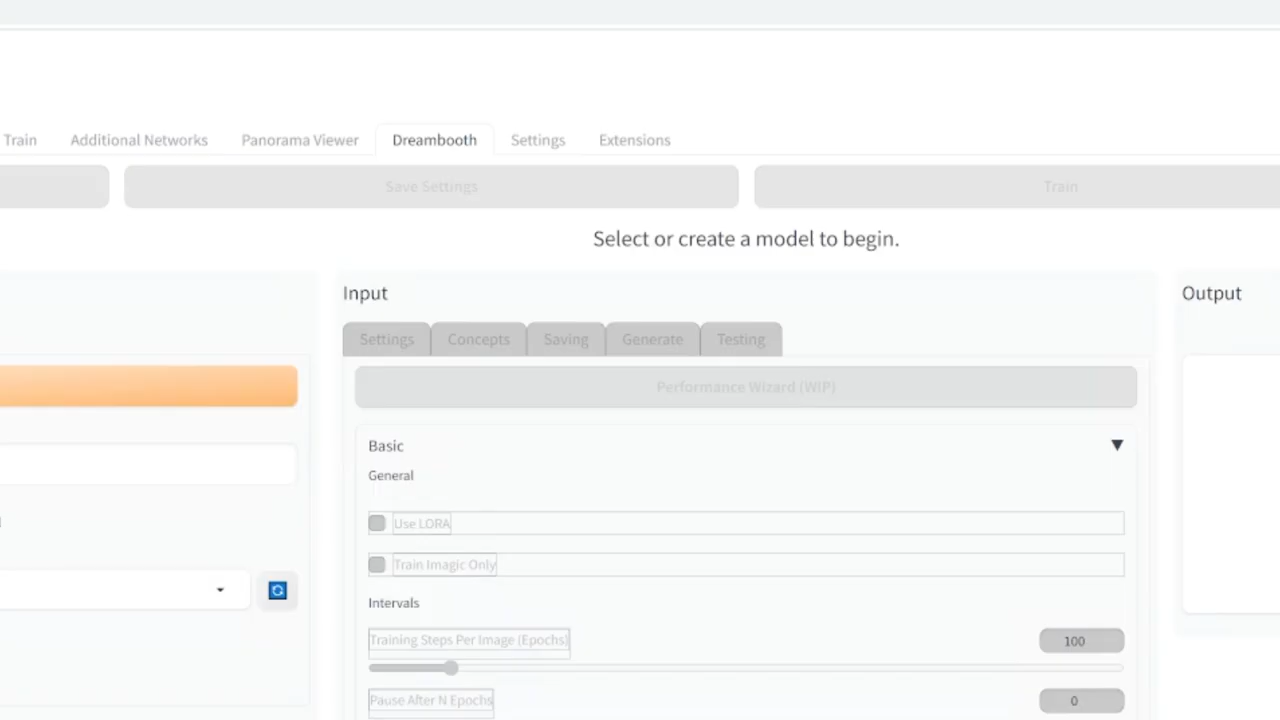 Train Additional Networks Panorama Viewer Dreambooth Settings Extensions
Save Settings Train
Select or create a model to begin.
Input
Output
Settings Concepts Saving Generate Testing
Performance Wizard (WIP)
Basic
General
Use LORA
Train Imagic Only
Intervals
Training Steps Per Image (Epochs) 100
Pause After N Epochs 0